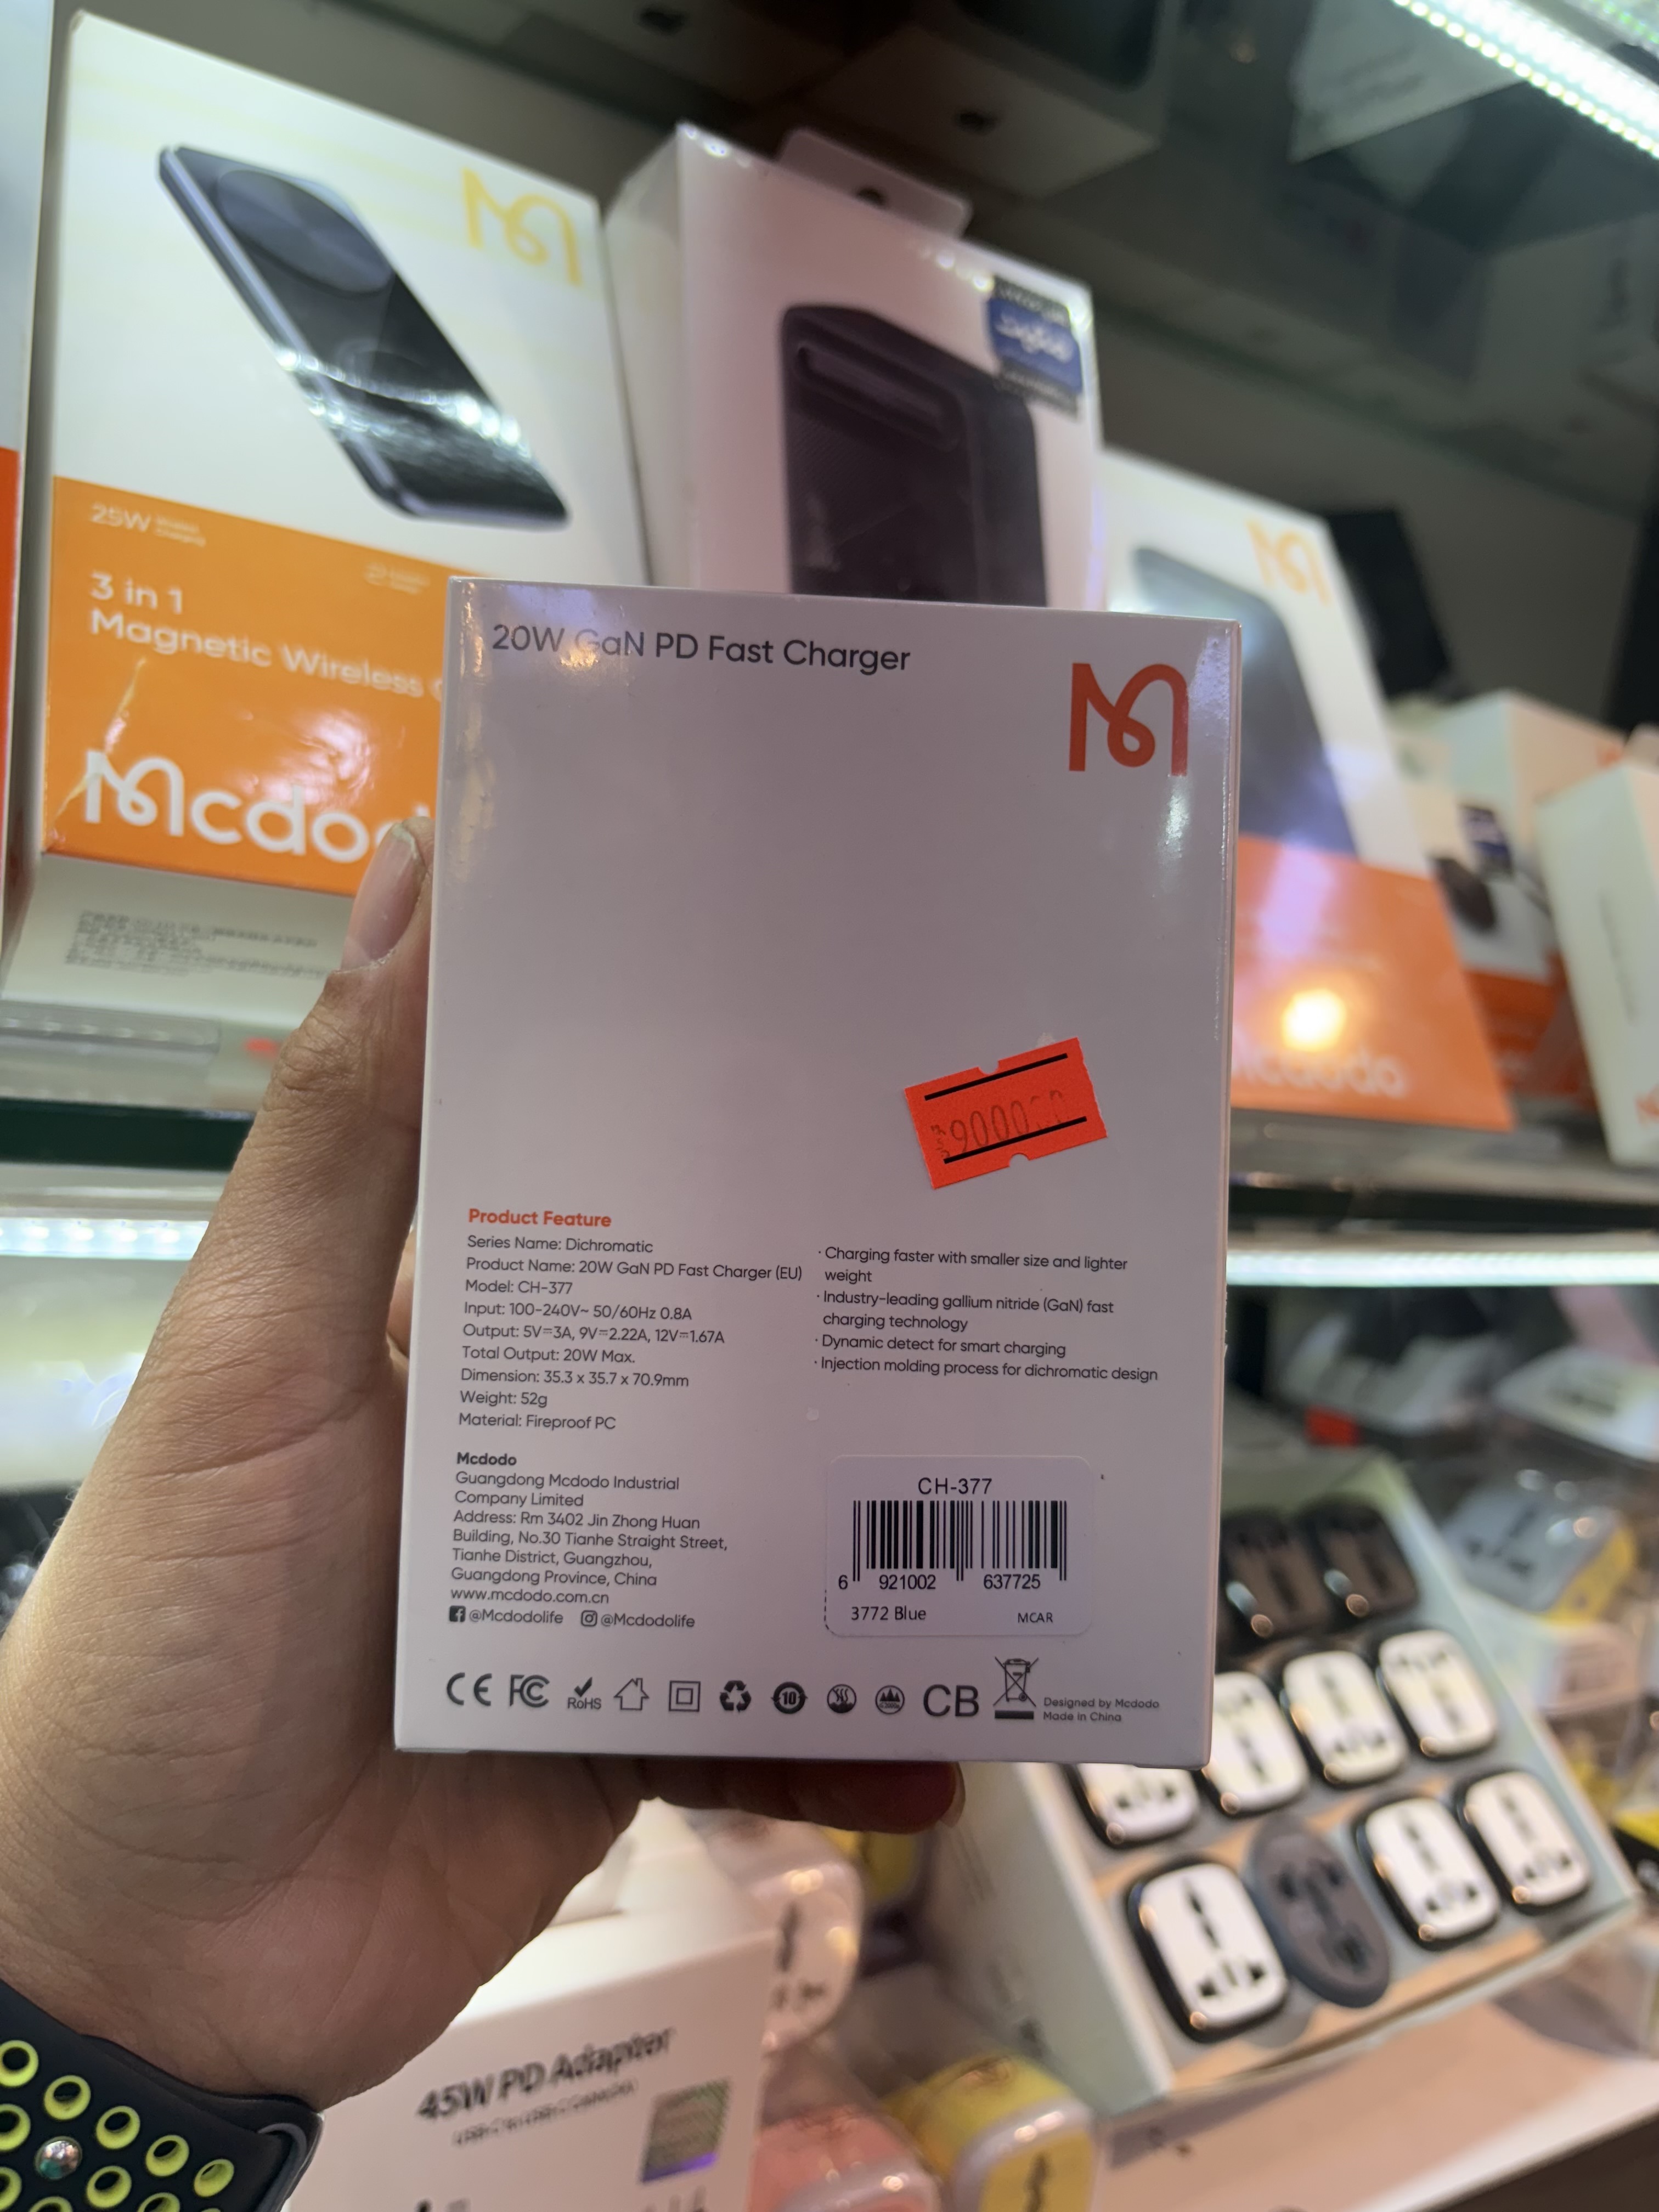 25W
3 in 1
Magnetic Wireless
Mcdo
20W GaN PD Fast Charger
Product Feature
Series Name: Dichromatic
Product Name: 20W GaN PD Fast Charger (EU)
Model: CH-377
Input: 100-240V~ 50/60Hz 0.8A
Output: 5V⎓3A, 9V⎓2.22A, 12V⎓1.67A
Total Output: 20W Max.
Dimension: 35.3 x 35.7 x 70.9mm
Weight: 52g
Material: Fireproof PC
· Charging faster with smaller size and lighter
weight
· Industry-leading gallium nitride (GaN) fast
charging technology
· Dynamic detect for smart charging
· Injection molding process for dichromatic design
Mcdodo
Guangdong Mcdodo Industrial
Company Limited
Address: Rm 3402 Jin Zhong Huan
Building, No.30 Tianhe Straight Street,
Tianhe District, Guangzhou,
Guangdong Province, China
www.mcdodo.com.cn
@Mcdodolife @Mcdodolife
CH-377
6 921002 637725
3772 Blue MCAR
CE FC RoHS 10 CB
Designed by Mcdodo
Made in China
Mcdodo
45W PD Adapter